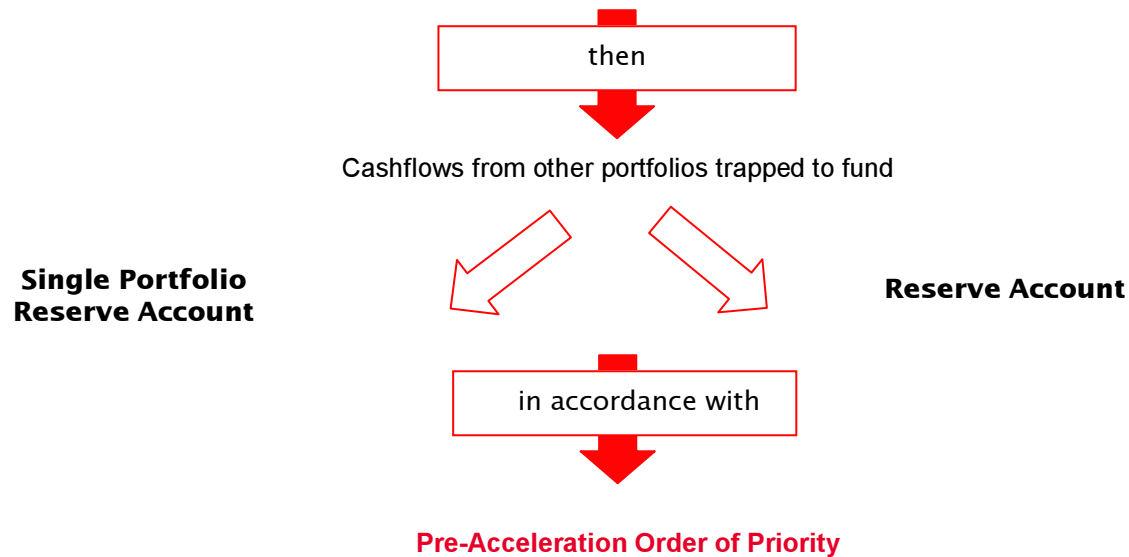 then
Cashflows from other portfolios trapped to fund
Single Portfolio
Reserve Account
Reserve Account
in accordance with
Pre-Acceleration Order of Priority